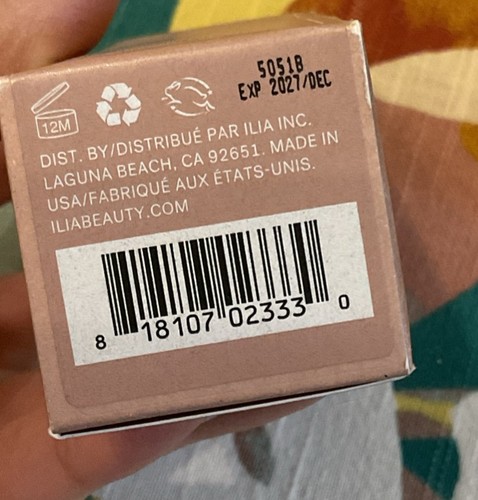 5051B
EXP 2027/DEC
12M
DIST. BY/DISTRIBUÉ PAR ILIA INC.
LAGUNA BEACH, CA 92651. MADE IN
USA/FABRIQUÉ AUX ÉTATS-UNIS.
ILIABEAUTY.COM
8 18107 02333 0